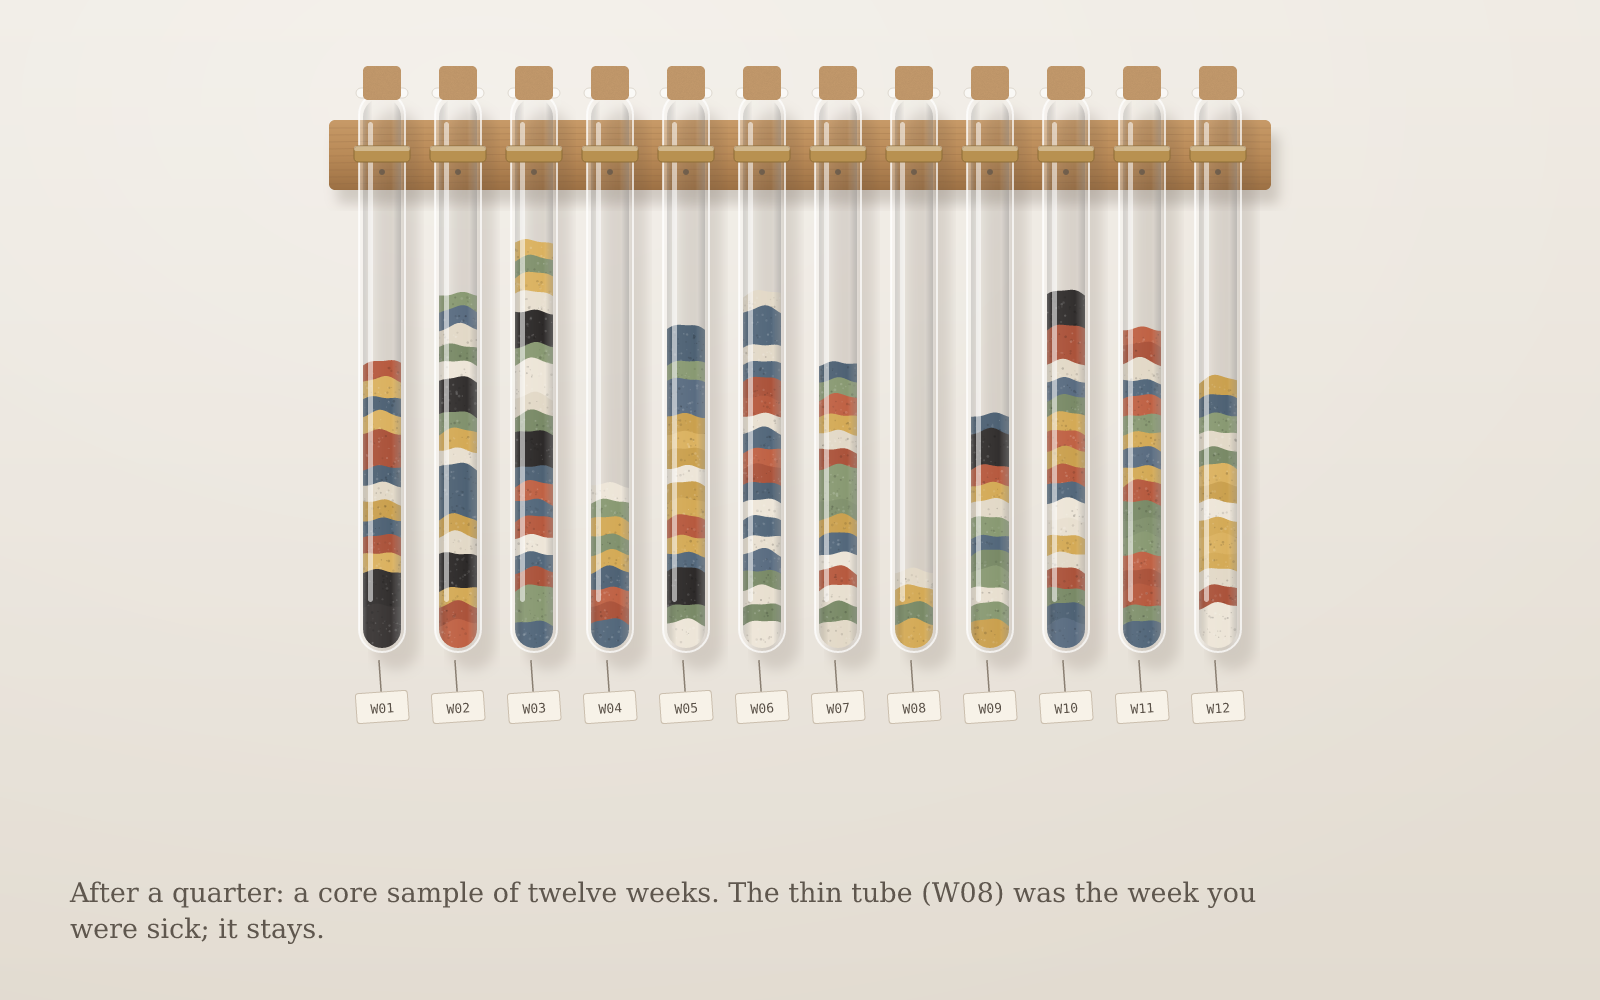 W01 W02 W03 W04 W05 W06 W07 W08 W09 W10 W11 W12
After a quarter: a core sample of twelve weeks. The thin tube (W08) was the week you
were sick; it stays.